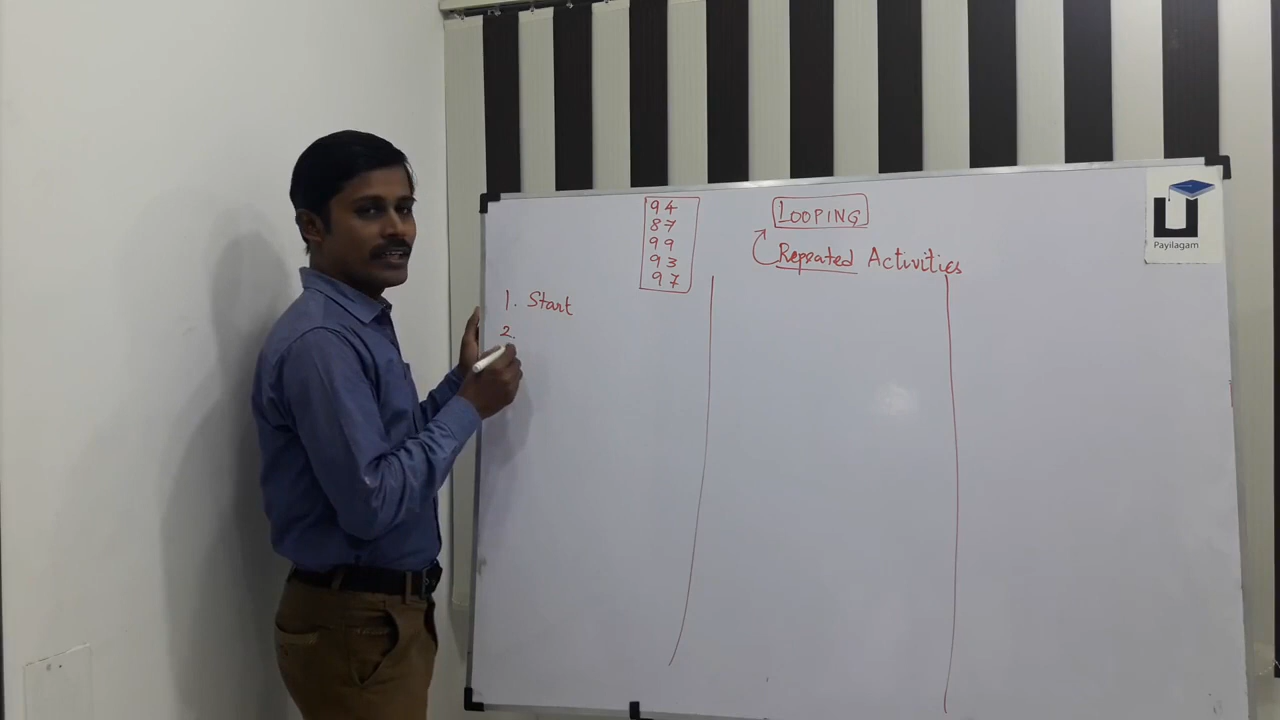 94
87
99
93
97
LOOPING
Repeated Activities
1. Start
2.
Payilagam